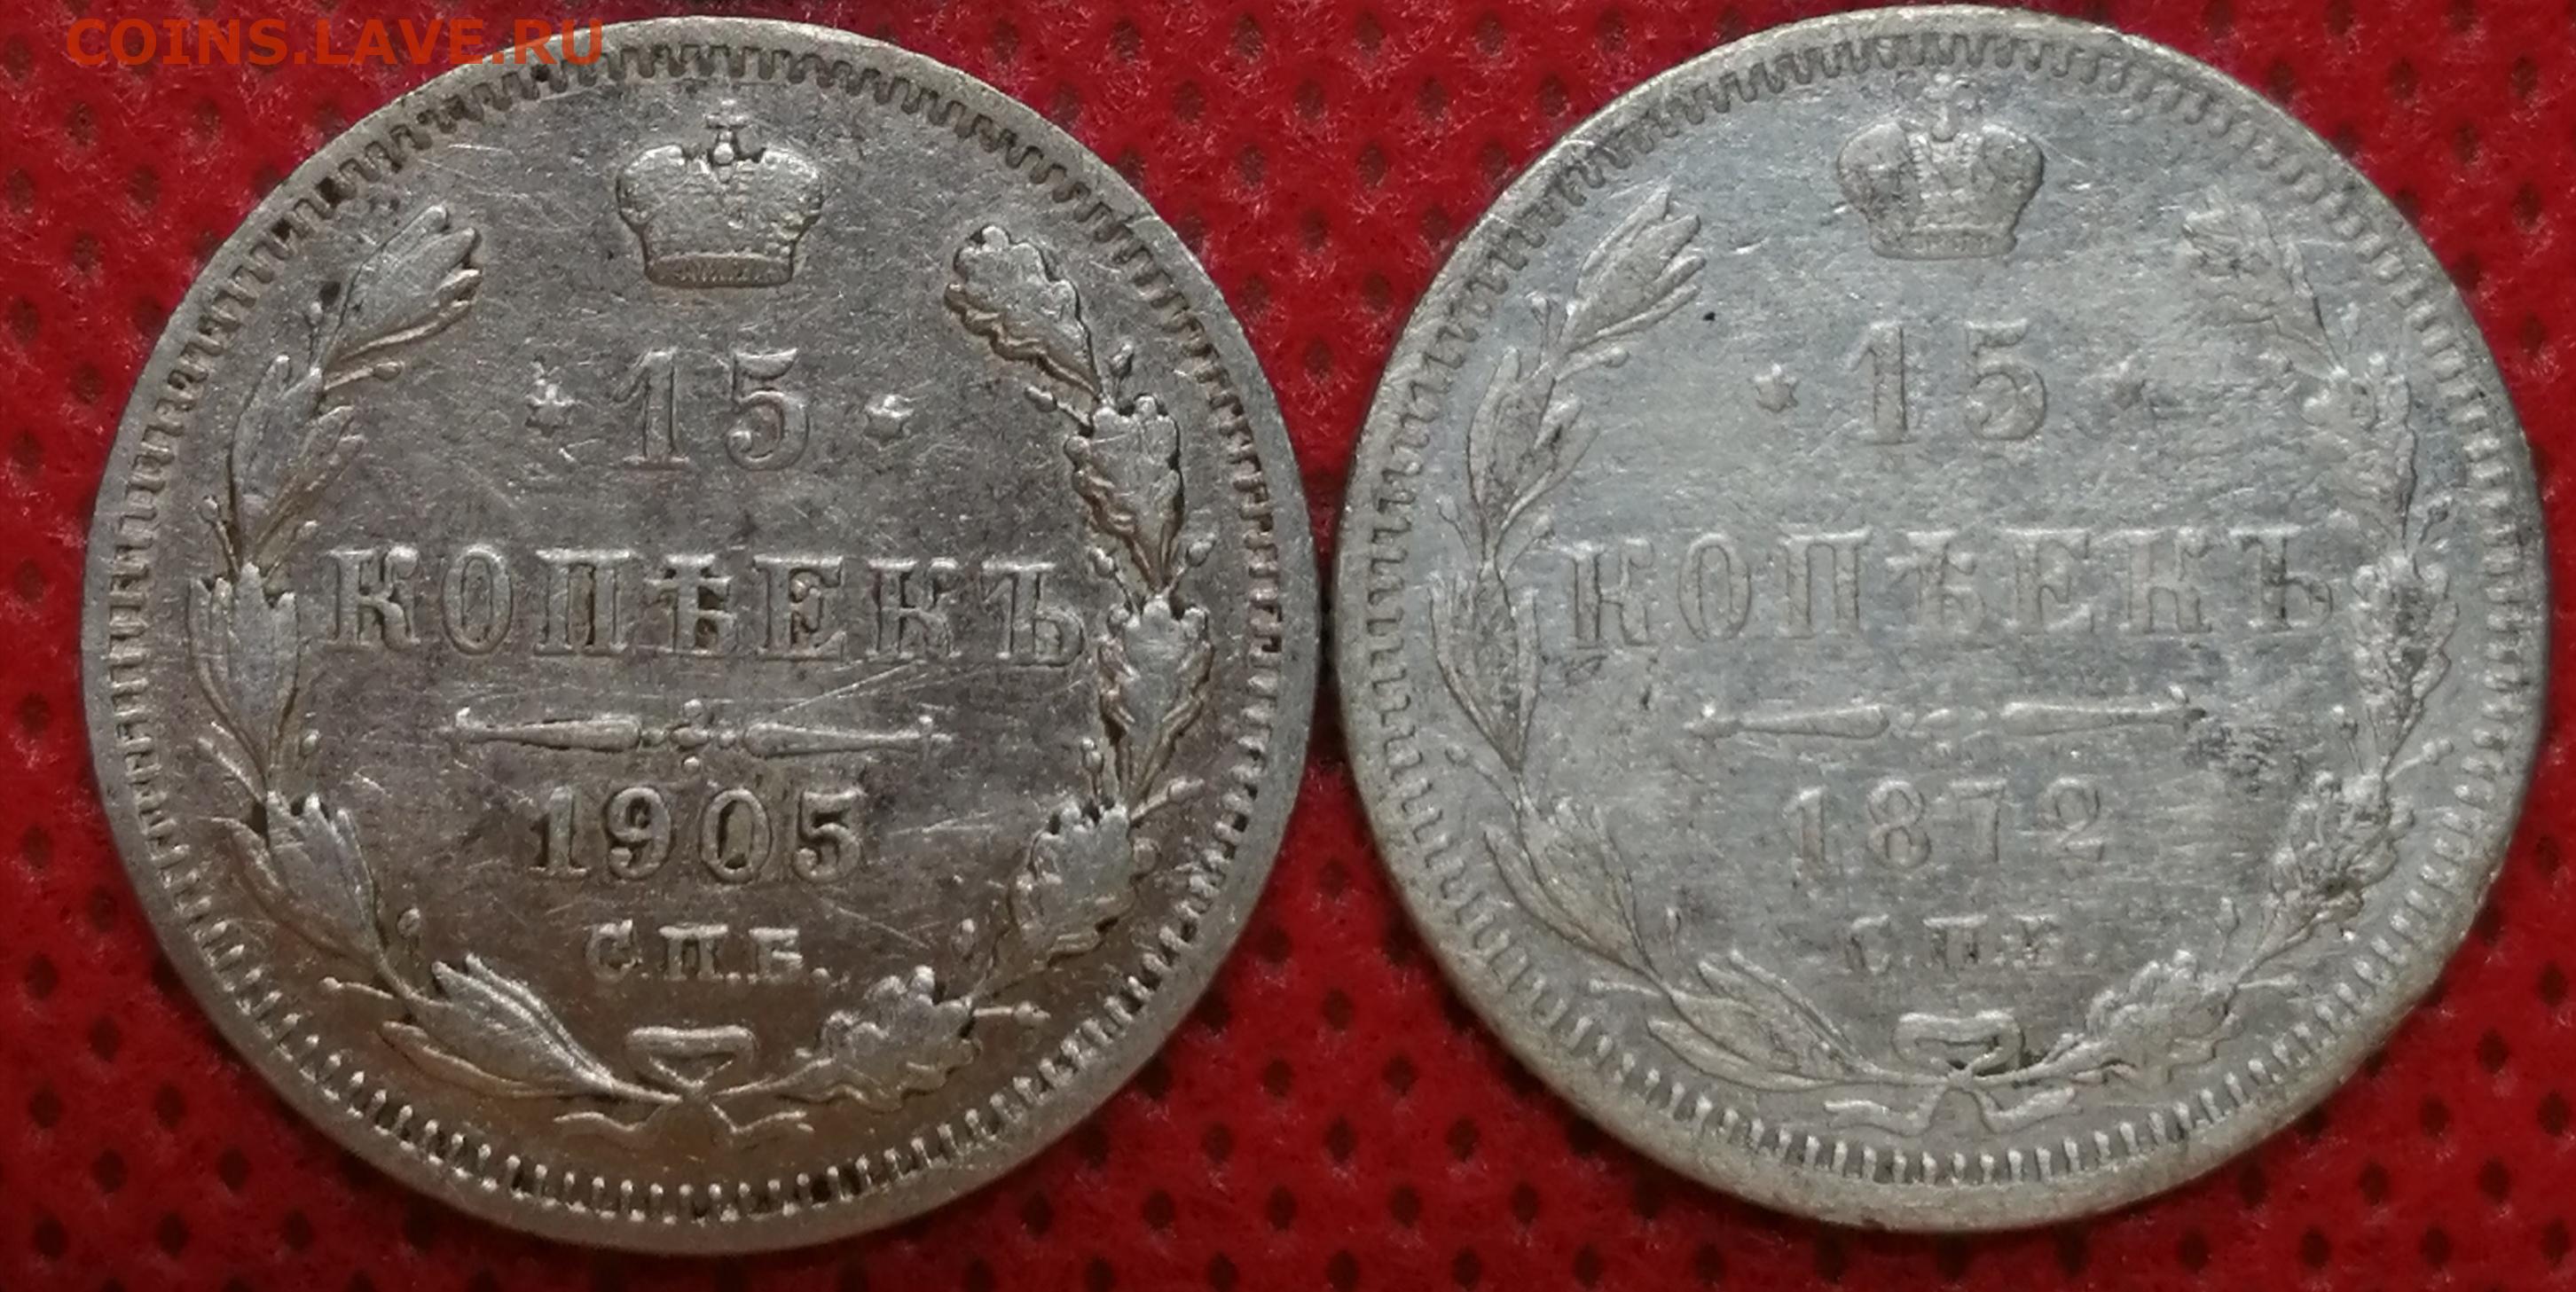 COINS.LAVE.RU
15
КОПѢЕКЪ
1905
С.П.Б.
15
КОПѢЕКЪ
1872
С.П.Б.